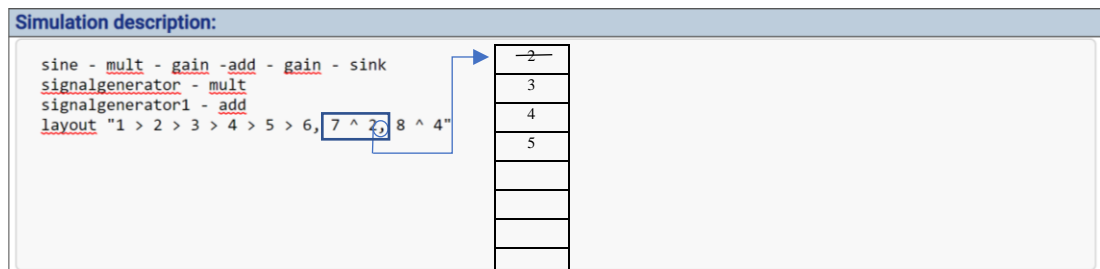 Simulation description:
sine - mult - gain -add - gain - sink
signalgenerator - mult
signalgenerator1 - add
layout "1 > 2 > 3 > 4 > 5 > 6, 7 ^ 2, 8 ^ 4"
2
3
4
5